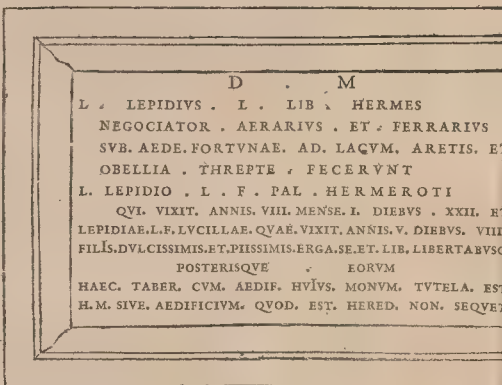 D . M
L . LEPIDIVS . L . LIB . HERMES
NEGOCIATOR . AERARIVS . ET . FERRARIVS
SVB. AEDE. FORTVNAE. AD. LAQVM. ARETIS. ET
OBELLIA . THREPTE . FECERVNT
L. LEPIDIO . L . F . PAL . HERMEROTI
QVI. VIXIT. ANNIS. VIII. MENSE. I. DIEBVS . XXII. ET
LEPIDIAE. L. F. LVCILLAE. QVAE. VIXIT. ANNIS. V. DIEBVS. VIII
FILIS. DVLCISSIMIS. ET. PIISSIMIS. ERGA. SE. ET. LIB. LIBERTABVSQ
POSTERISQVE . EORVM
HAEC. TABER. CVM. AEDIF. HVIVS. MONVM. TVTELA. EST
H. M. SIVE. AEDIFICIVM. QVOD. EST. HERED. NON. SEQVET